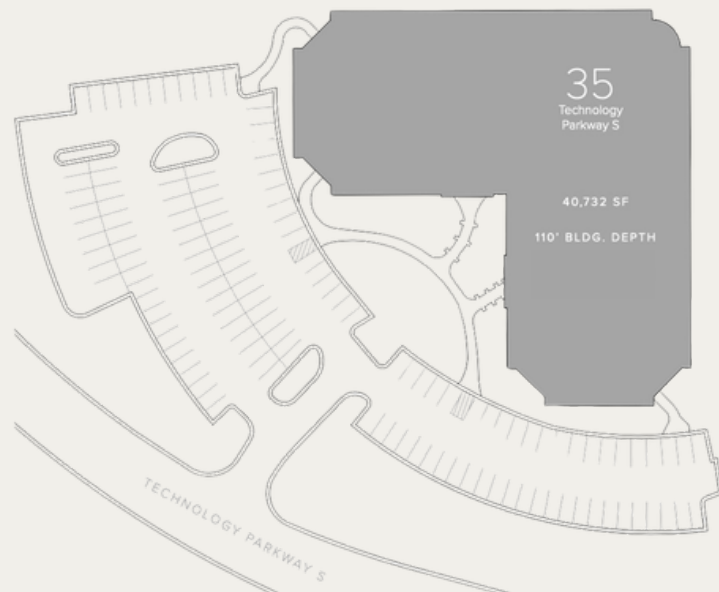 35
Technology
Parkway S
40,732 SF
110' BLDG. DEPTH
TECHNOLOGY PARKWAY S